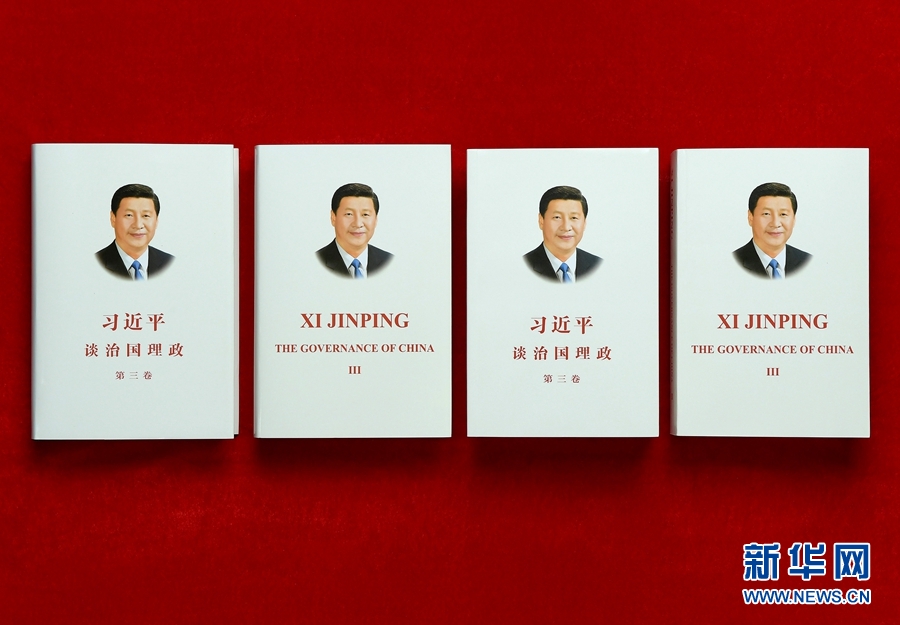 习近平
谈治国理政
第三卷
XI JINPING
THE GOVERNANCE OF CHINA
III
习近平
谈治国理政
第三卷
XI JINPING
THE GOVERNANCE OF CHINA
III
新华网
WWW.NEWS.CN